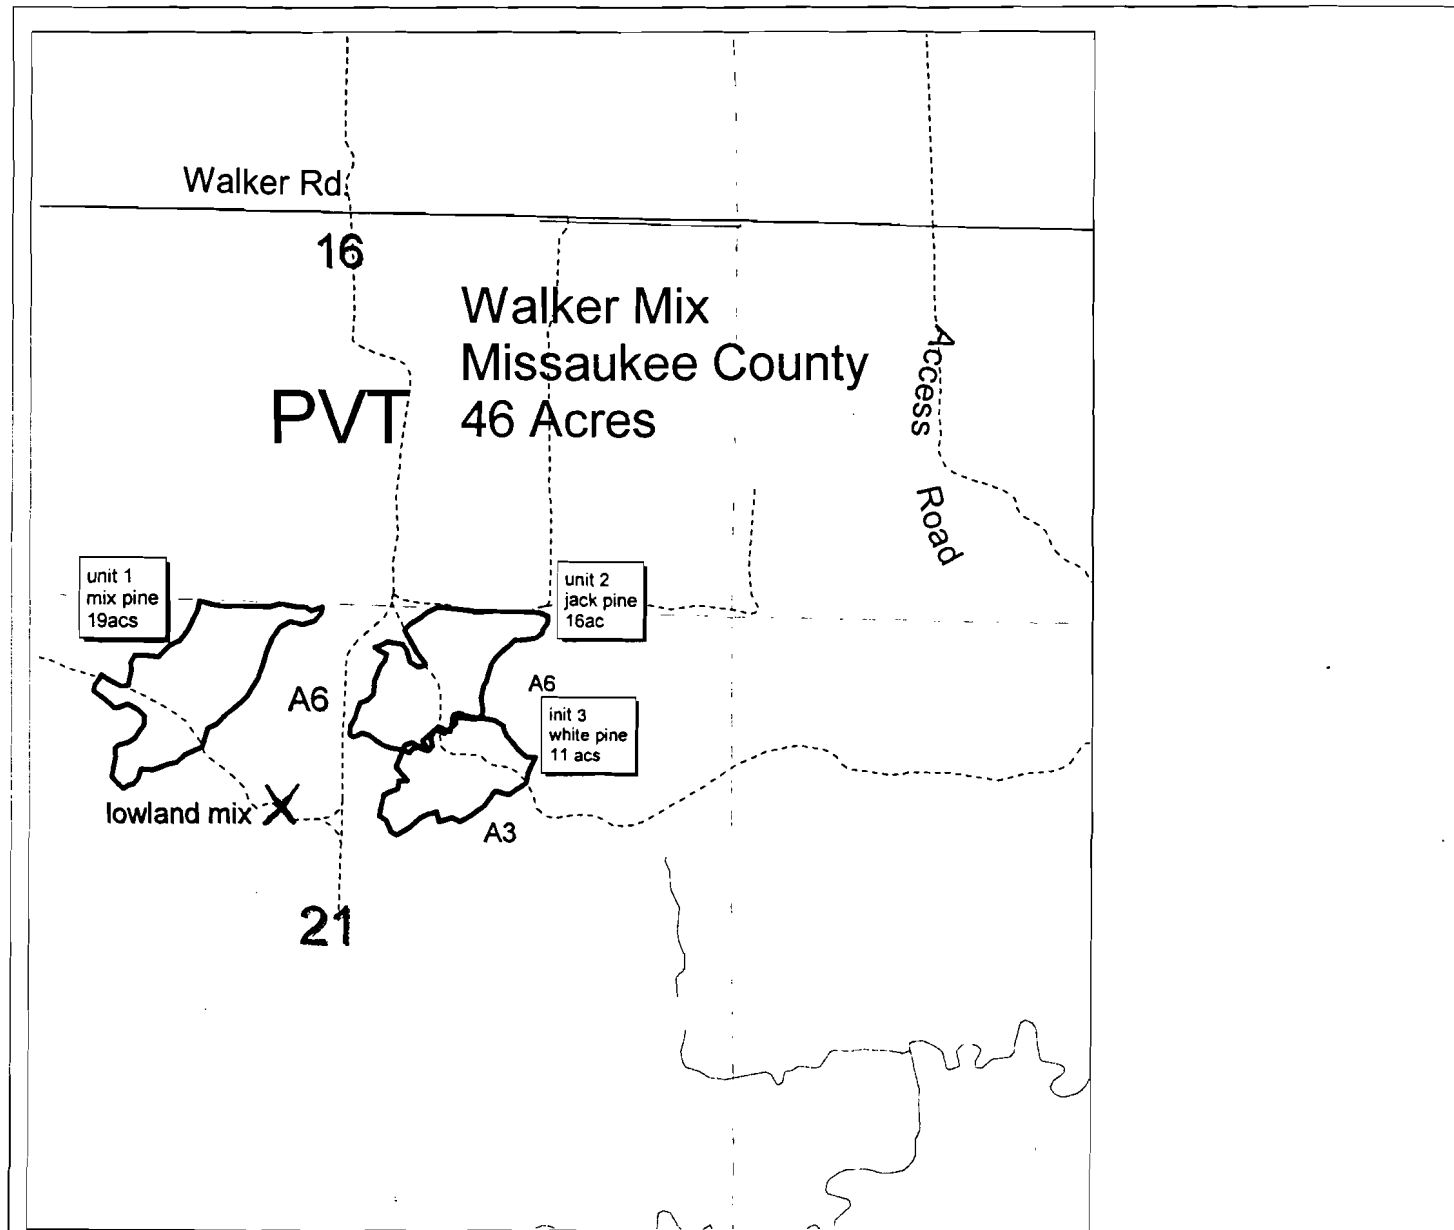 Walker Rd.
16
Walker Mix
Missaukee County
46 Acres
PVT
Access
Road
unit 1
mix pine
19acs
unit 2
jack pine
16ac
A6
A6
init 3
white pine
11 acs
lowland mix X
A3
21